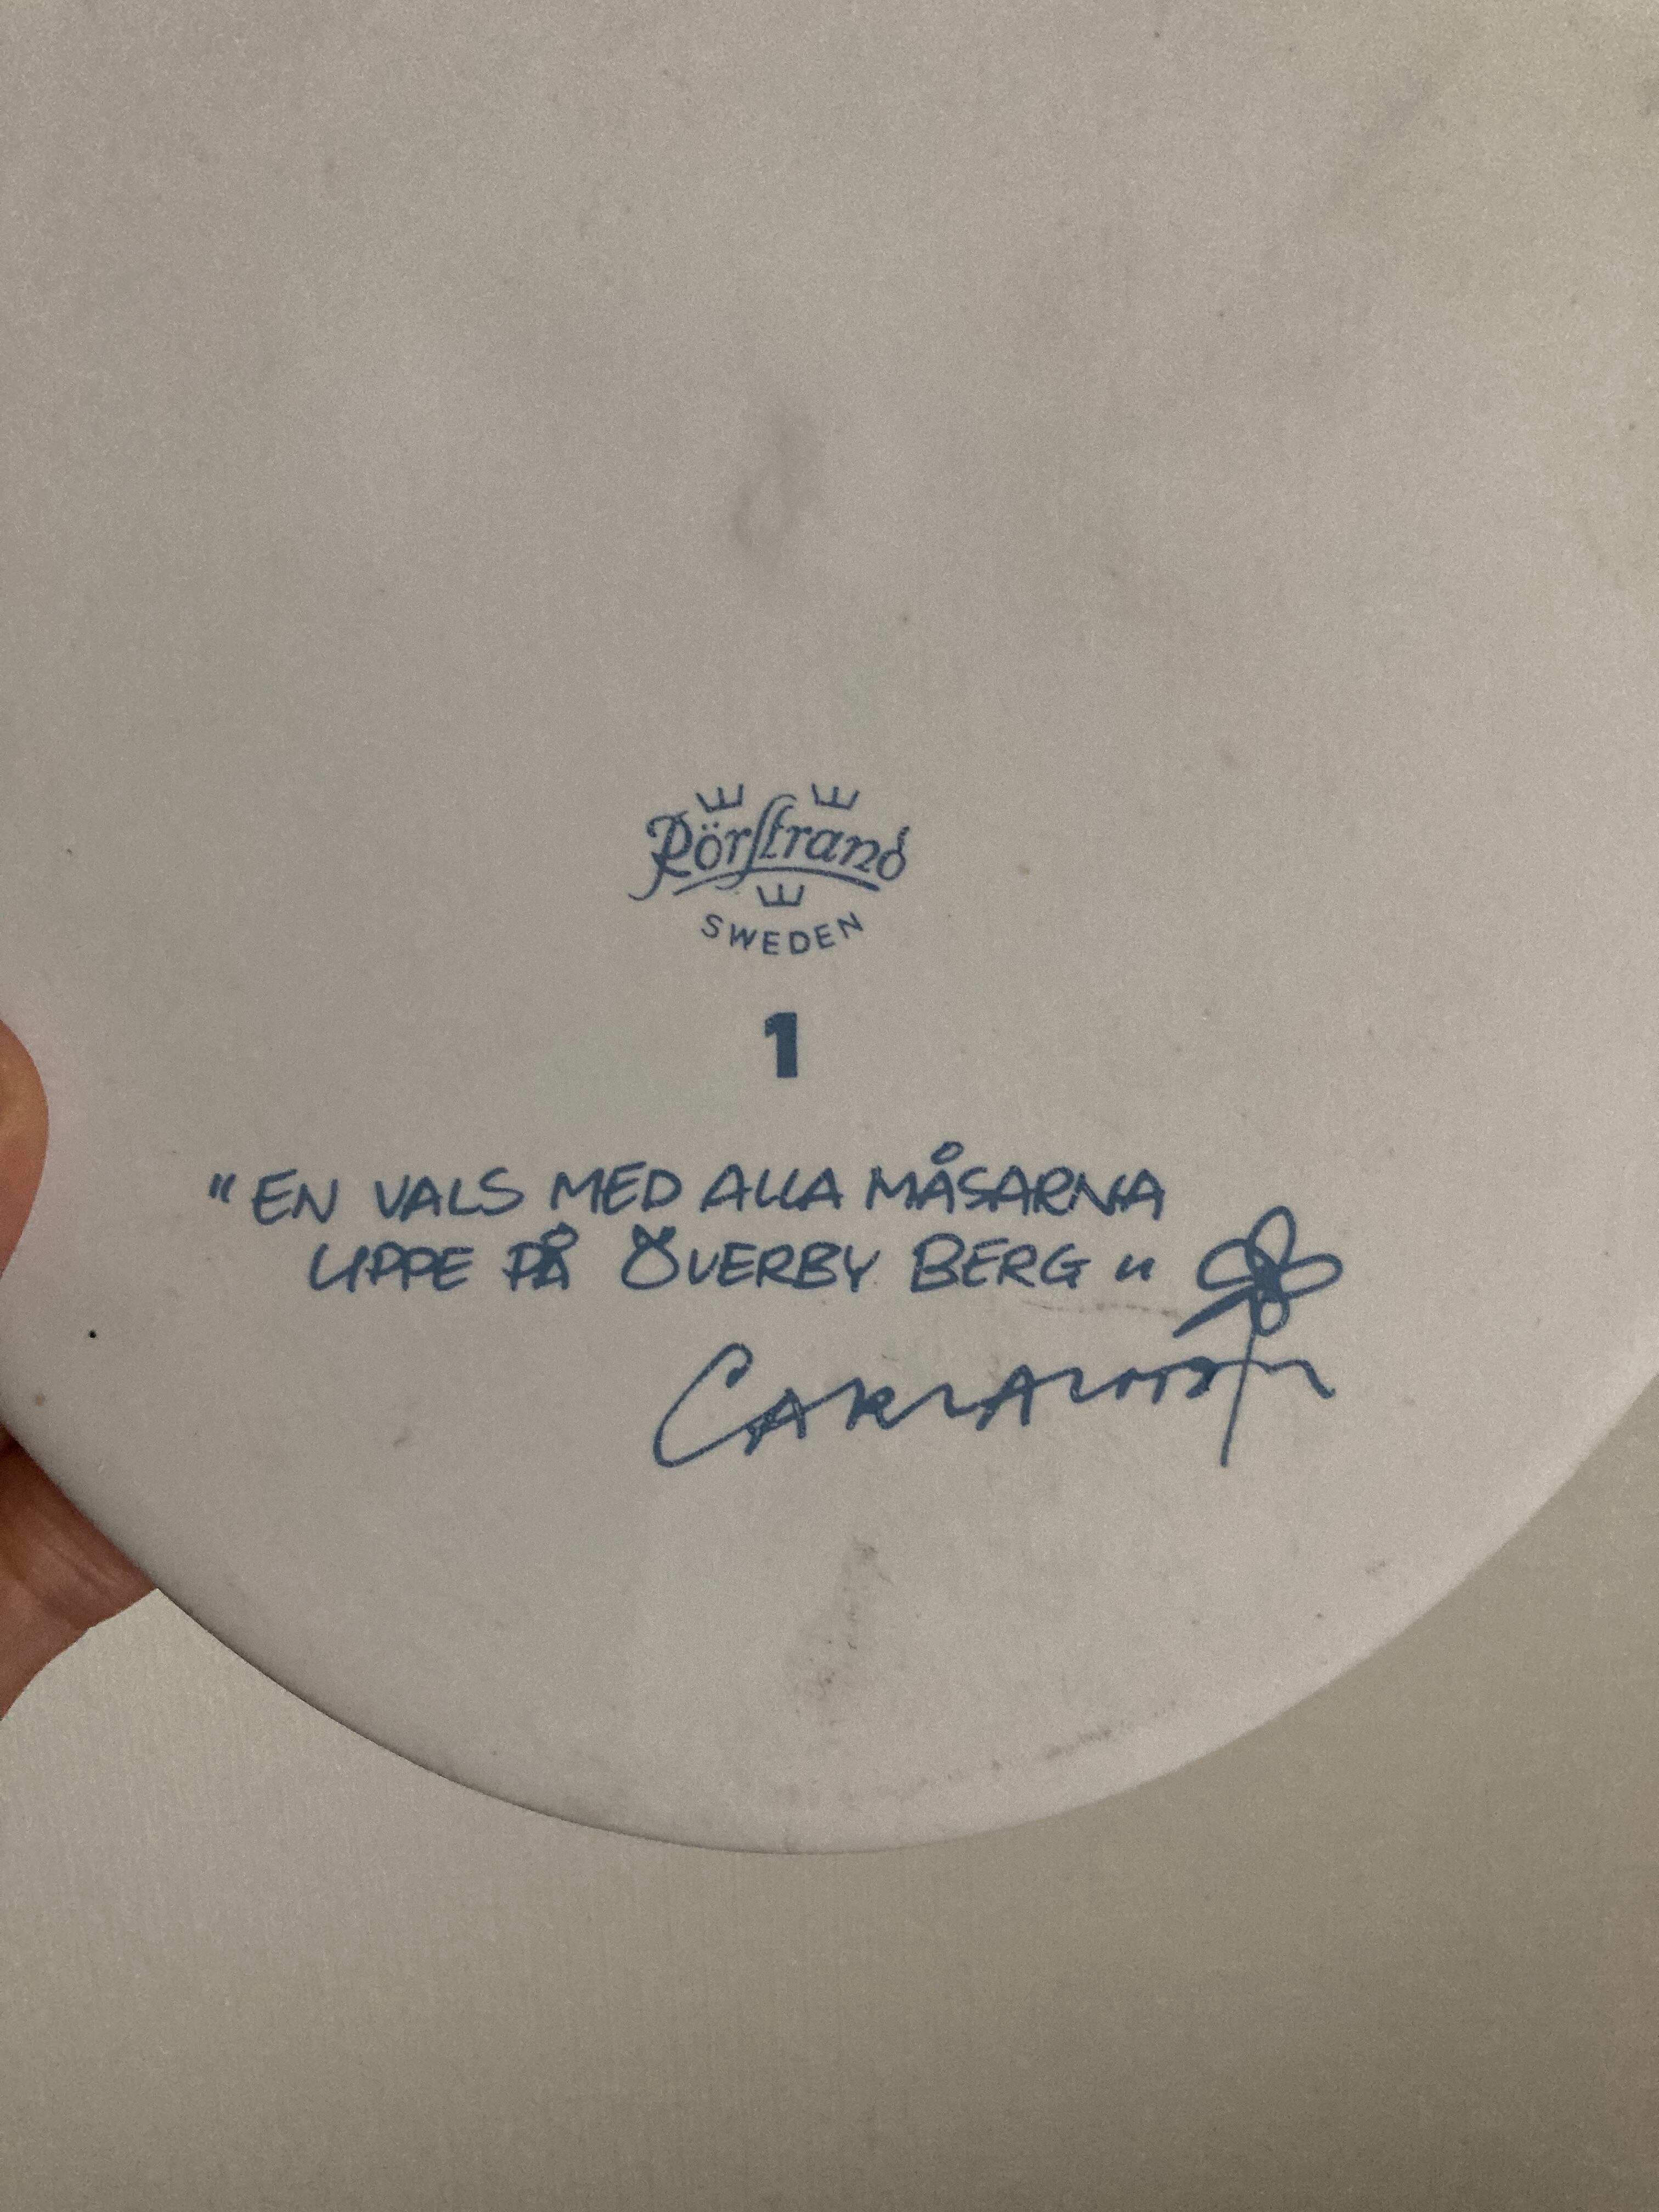 Rörstrand
SWEDEN
1
"EN VALS MED ALLA MÅSARNA
UPPE PÅ ÖVERBY BERG"